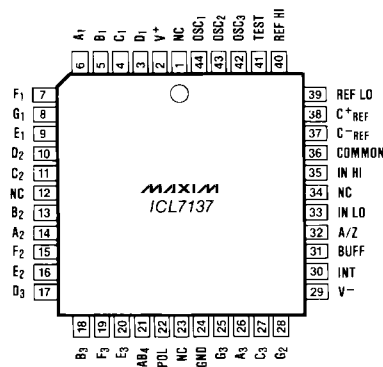 A₁ B₁ C₁ D₁ V⁺ NC OSC₁ OSC₂ OSC₃ TEST REF HI
6 5 4 3 2 1 44 43 42 41 40
F₁ 7 39 REF LO
G₁ 8 38 C⁺REF
E₁ 9 37 C⁻REF
D₂ 10 36 COMMON
C₂ 11 35 IN HI
NC 12 34 NC
MAXIM
ICL7137
B₂ 13 33 IN LO
A₂ 14 32 A/Z
F₂ 15 31 BUFF
E₂ 16 30 INT
D₃ 17 29 V⁻
18 19 20 21 22 23 24 25 26 27 28
B₃ F₃ E₃ AB₄ POL NC GND G₃ A₃ C₃ G₂